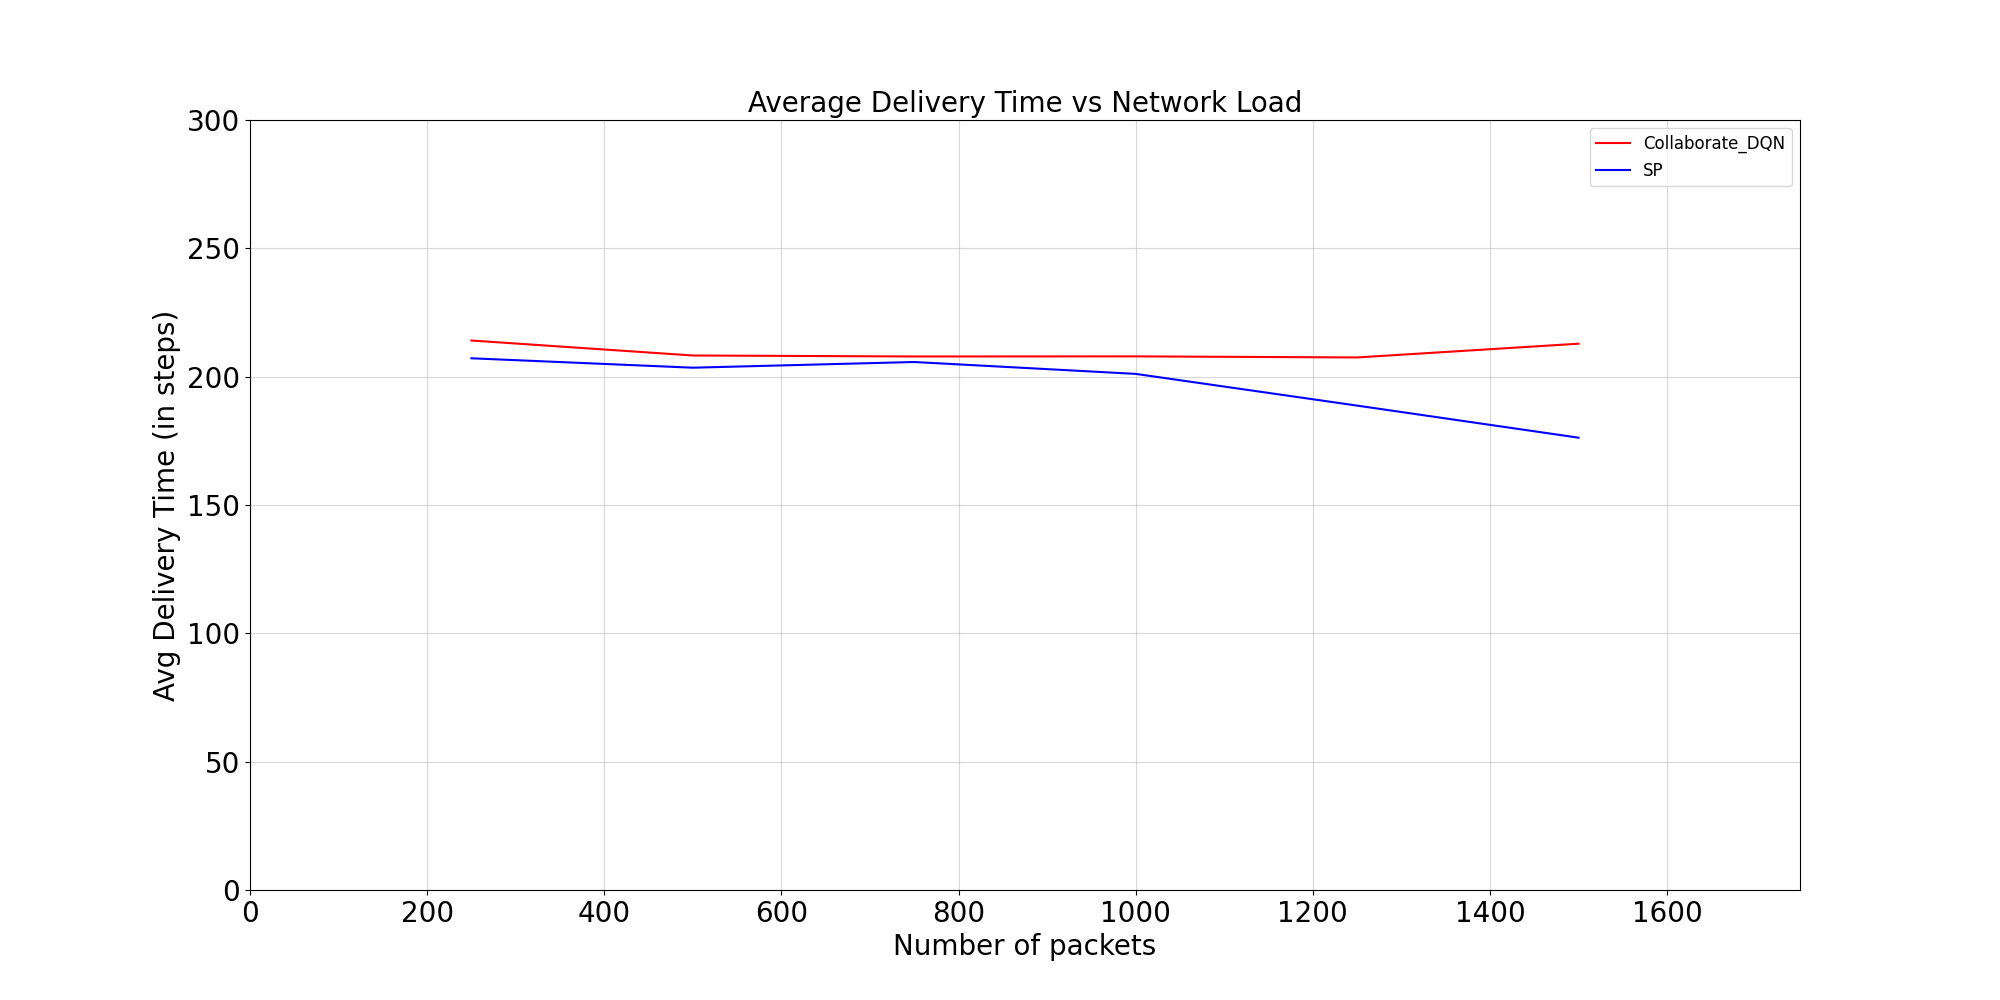 Average Delivery Time vs Network Load
Collaborate_DQN
SP
Avg Delivery Time (in steps)
300
250
200
150
100
50
0
0 200 400 600 800 1000 1200 1400 1600
Number of packets